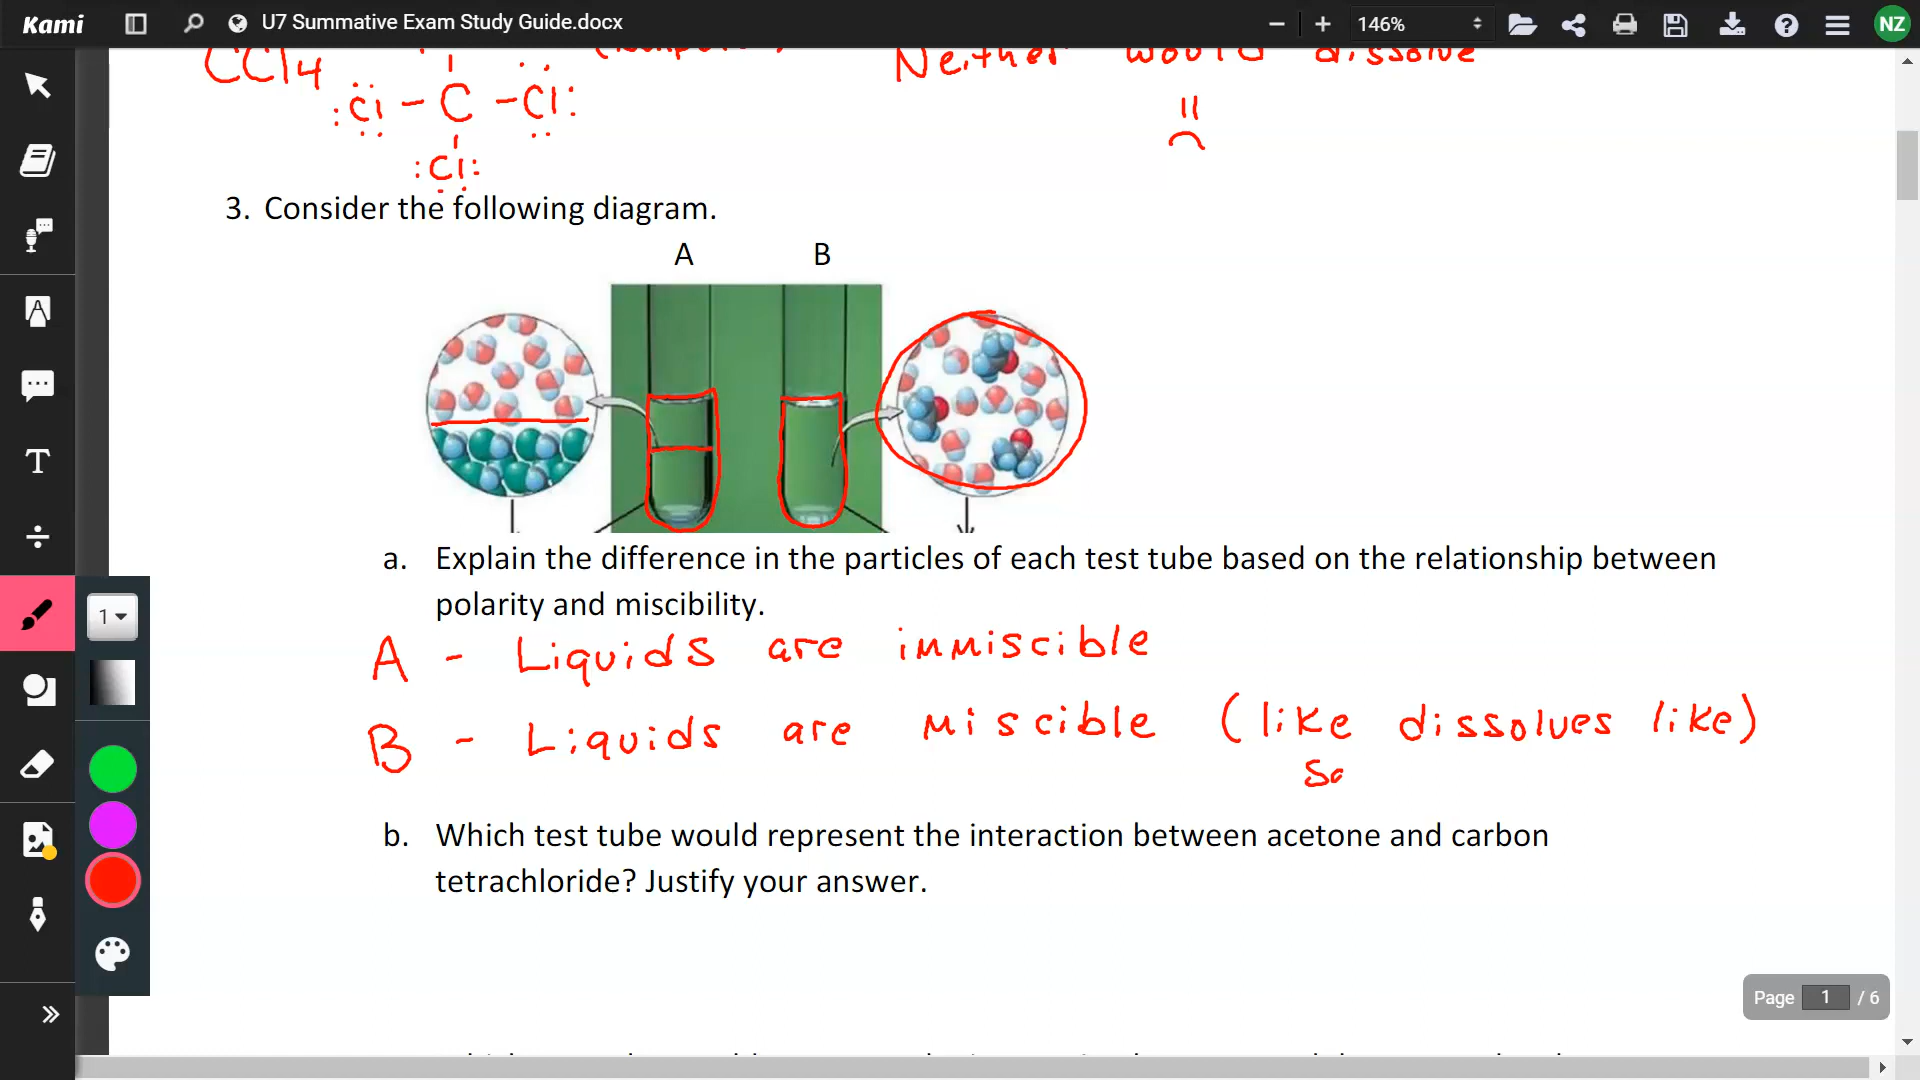 Kami U7 Summative Exam Study Guide.docx 146% NZ
CCl4 Neither would dissolve
:Cl - C - Cl:
:Cl:
3. Consider the following diagram.
A B
a. Explain the difference in the particles of each test tube based on the relationship between
polarity and miscibility.
A - Liquids are immiscible
B - Liquids are miscible (like dissolves like)
So
1
b. Which test tube would represent the interaction between acetone and carbon
tetrachloride? Justify your answer.
Page 1 / 6